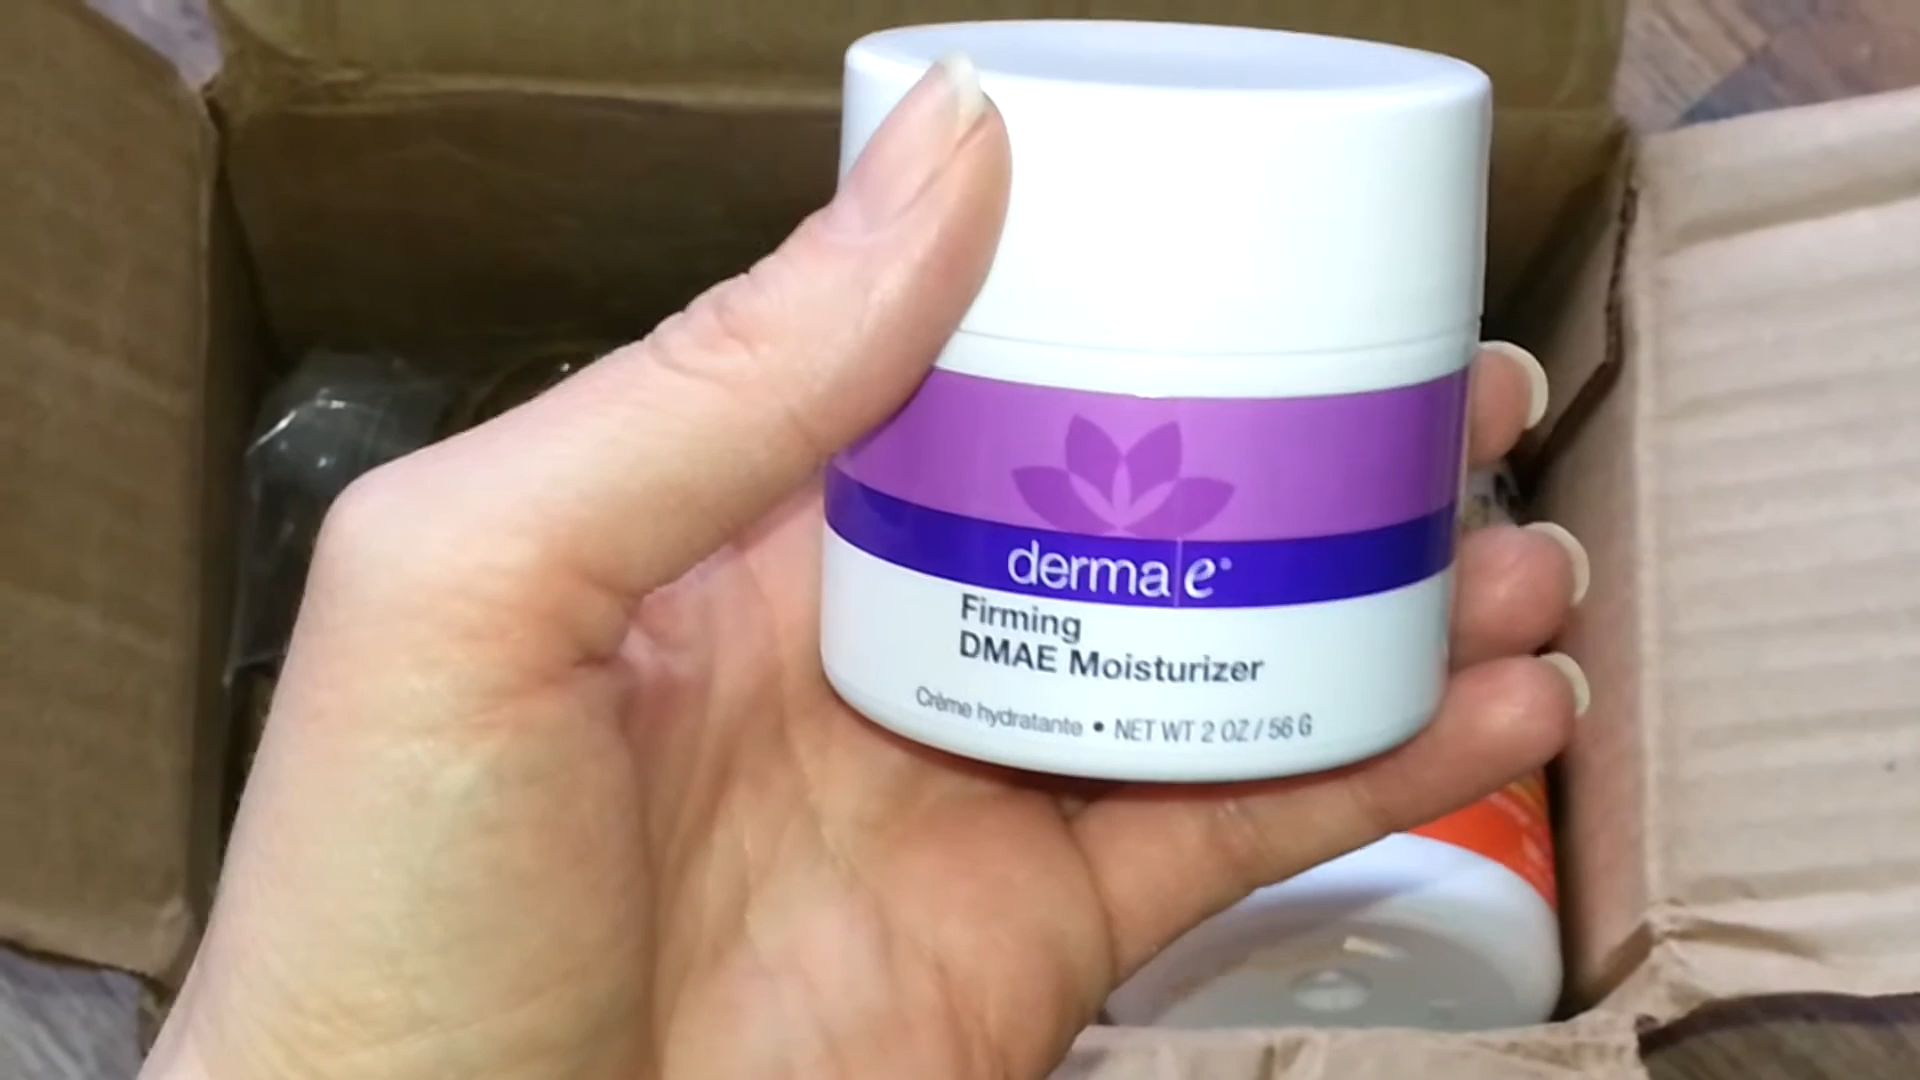 derma e®
Firming
DMAE Moisturizer
Crème hydratante • NET WT 2 OZ / 56 G